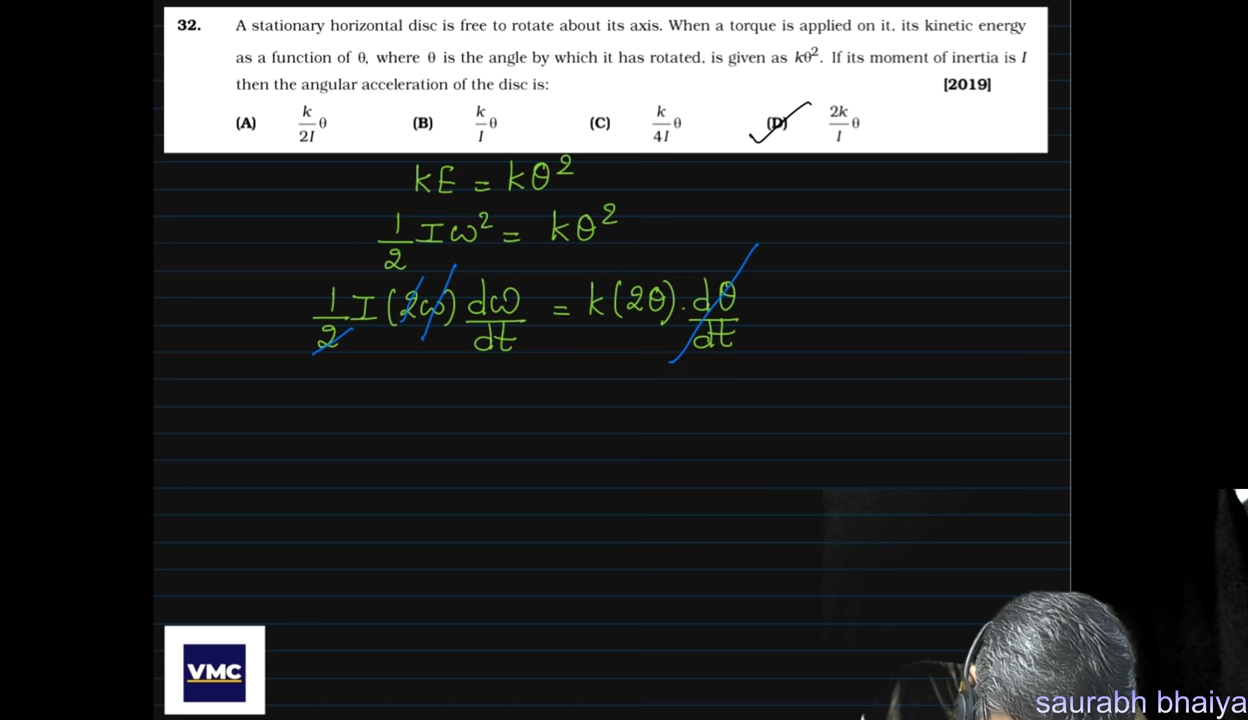 32. A stationary horizontal disc is free to rotate about its axis. When a torque is applied on it, its kinetic energy
as a function of θ, where θ is the angle by which it has rotated, is given as kθ². If its moment of inertia is I
then the angular acceleration of the disc is: [2019]
(A) k/2I θ (B) k/I θ (C) k/4I θ (D) 2k/I θ
kE = kθ²
1/2 I ω² = kθ²
1/2 I (2ω) dω/dt = k(2θ). dθ/dt
VMC
saurabh bhaiya